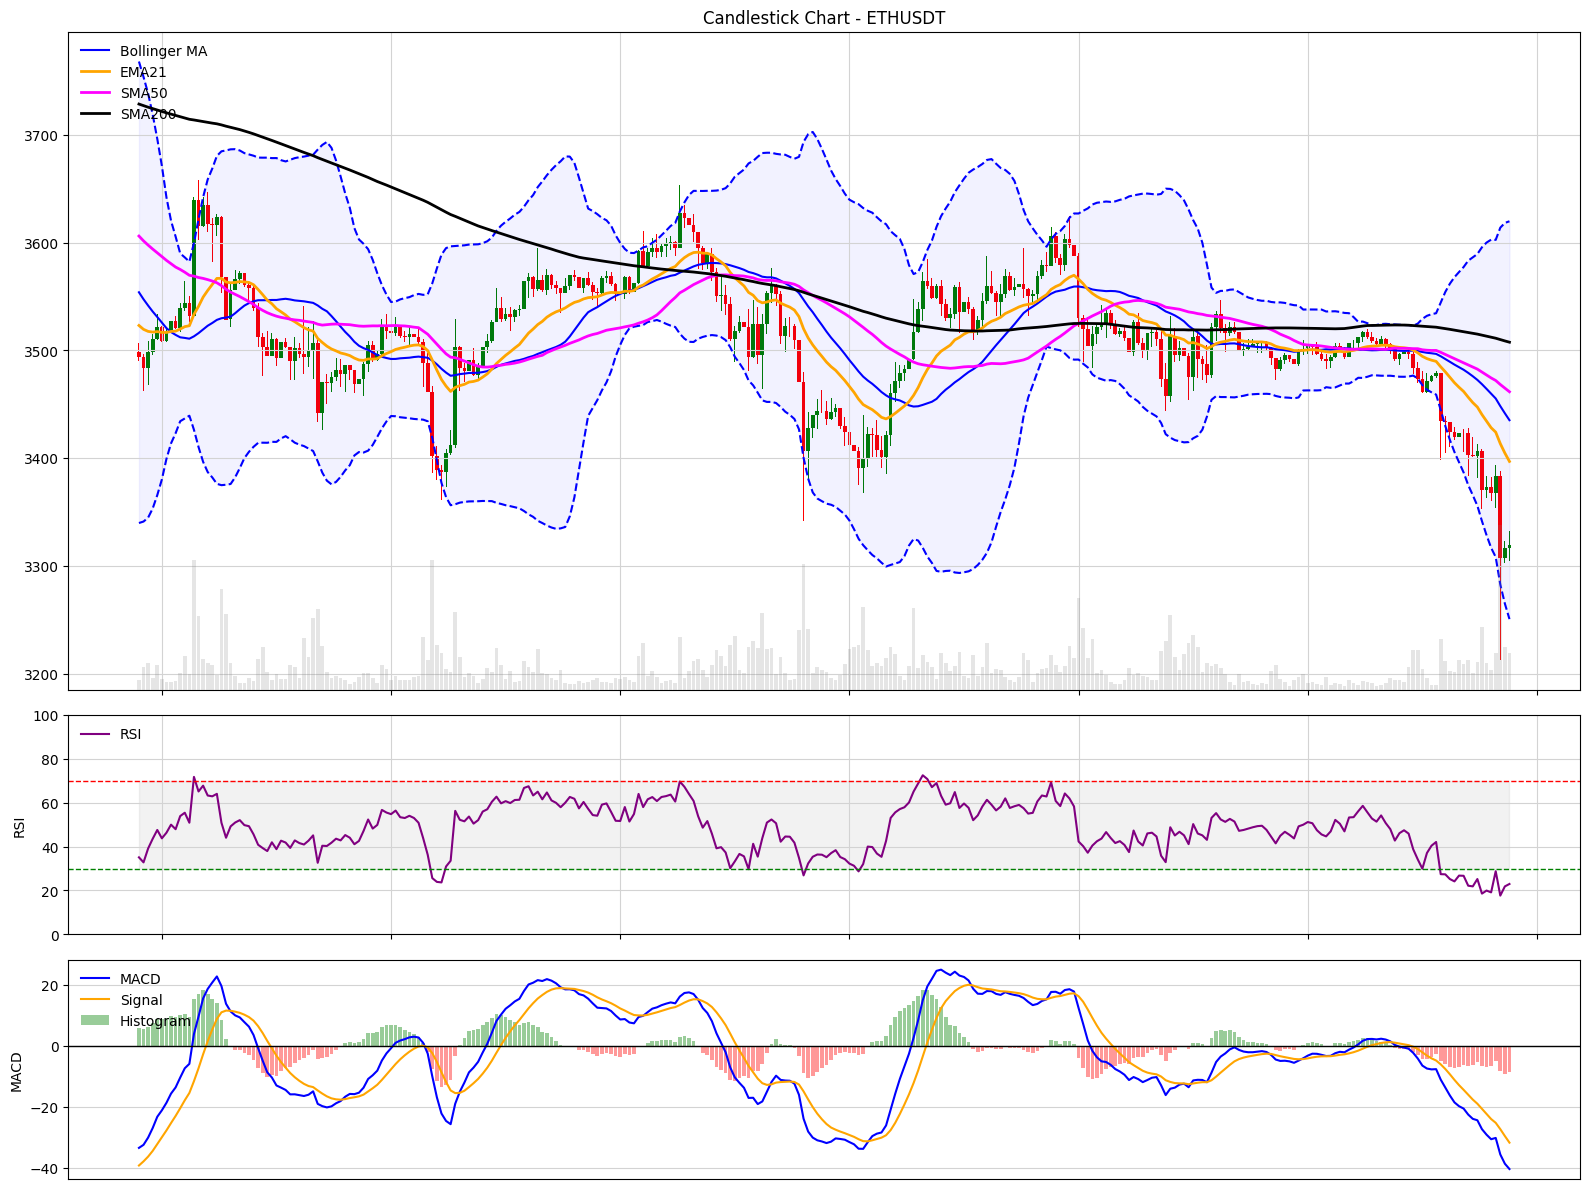 Candlestick Chart - ETHUSDT
Bollinger MA
EMA21
SMA50
SMA200
3700
3600
3500
3400
3300
3200
RSI
100
80
60
40
20
0
RSI
MACD
Signal
Histogram
20
0
−20
−40
MACD